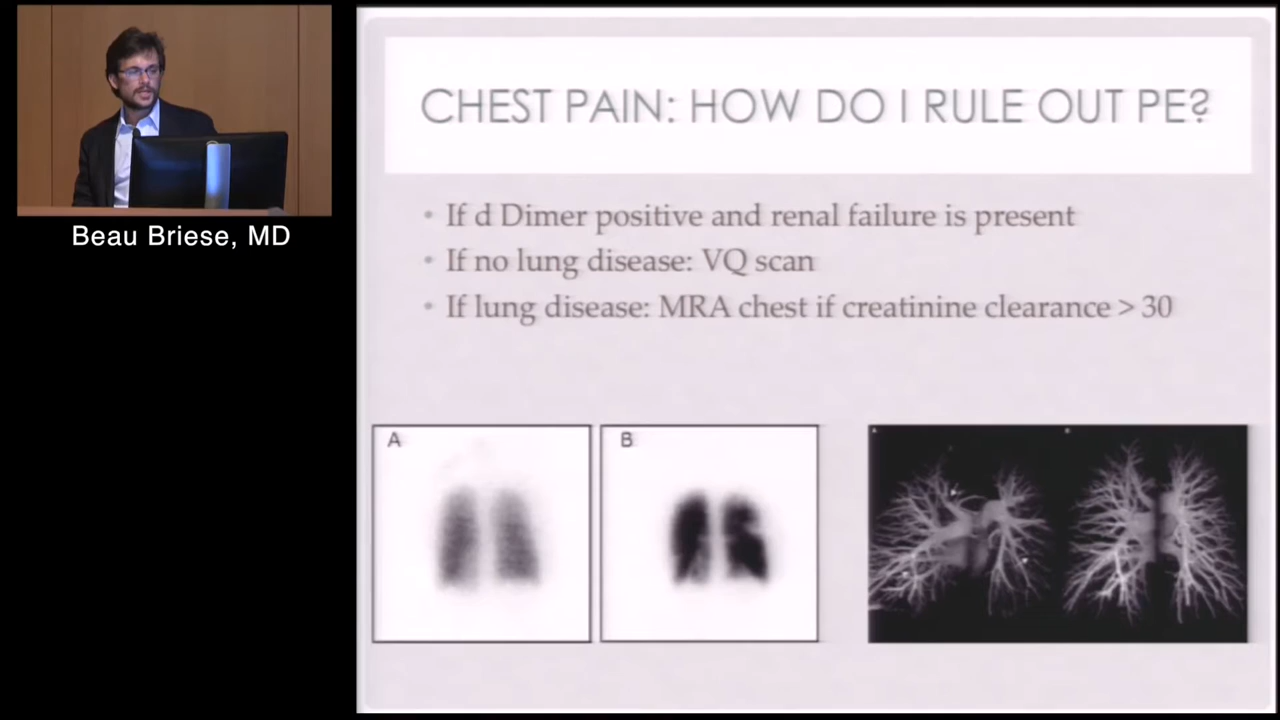 CHEST PAIN: HOW DO I RULE OUT PE?
• If d Dimer positive and renal failure is present
• If no lung disease: VQ scan
• If lung disease: MRA chest if creatinine clearance > 30
A
B
Beau Briese, MD